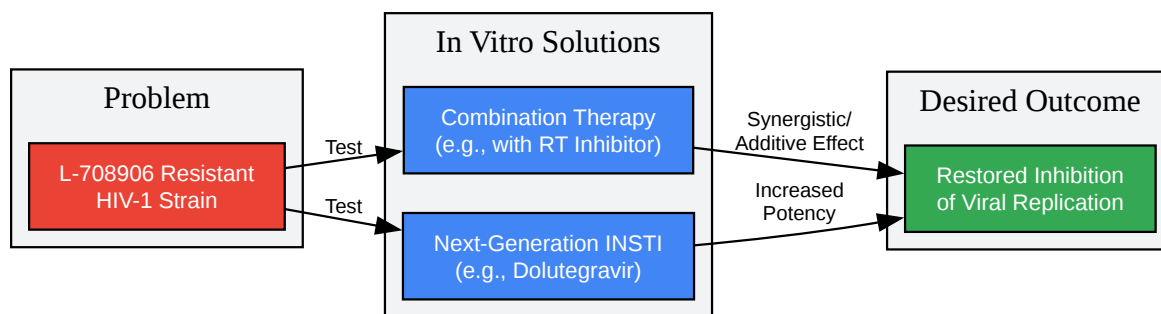 Problem
L-708906 Resistant
HIV-1 Strain
Test
Test
In Vitro Solutions
Combination Therapy
(e.g., with RT Inhibitor)
Next-Generation INSTI
(e.g., Dolutegravir)
Synergistic/
Additive Effect
Increased
Potency
Desired Outcome
Restored Inhibition
of Viral Replication